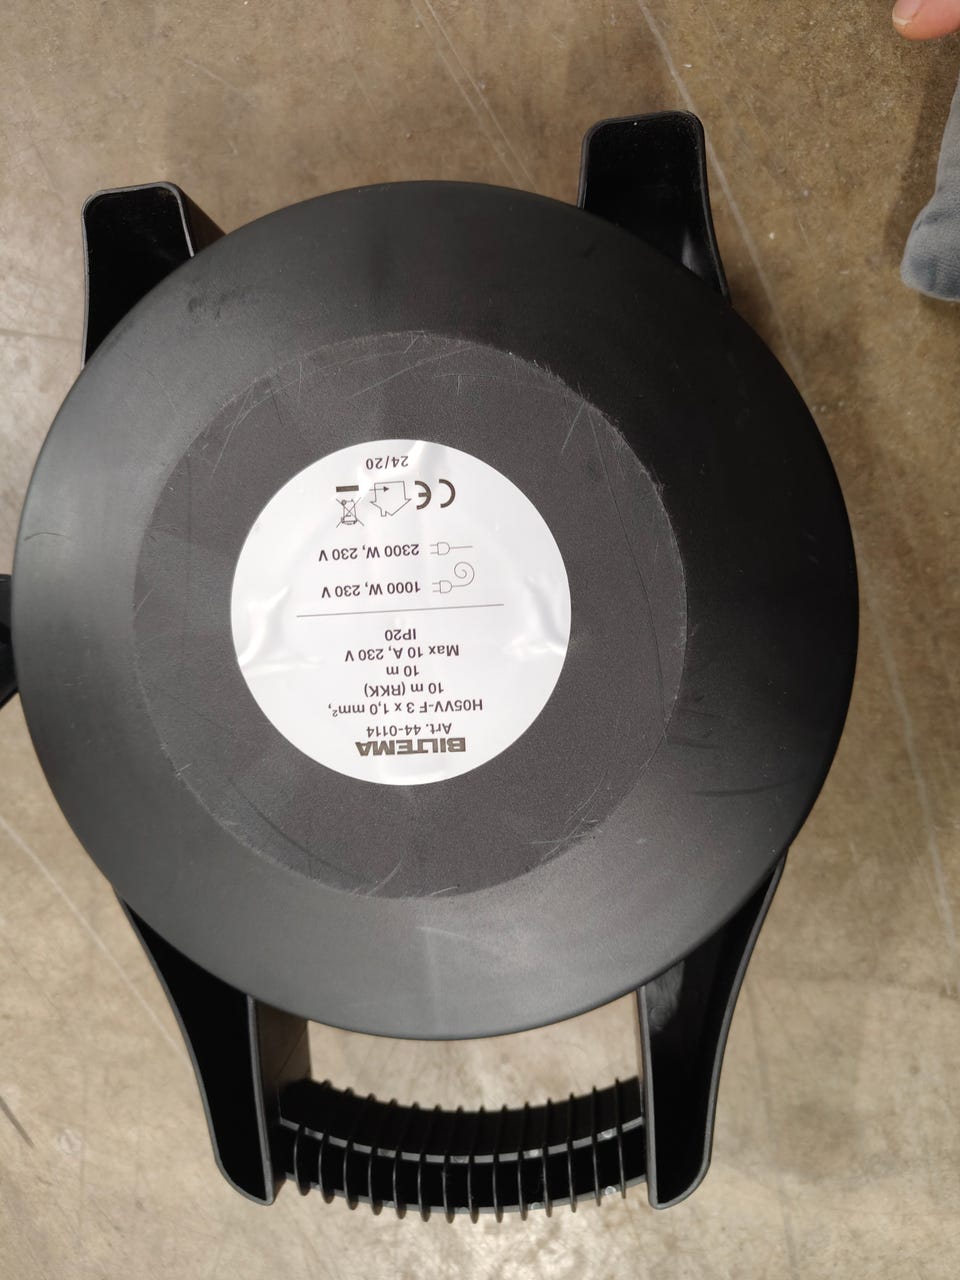 BILTEMA
Art. 44-0114
H05VV-F 3 x 1,0 mm²,
10 m (RKK)
10 m
Max 10 A, 230 V
IP20
1000 W, 230 V
2300 W, 230 V
CE
24/20